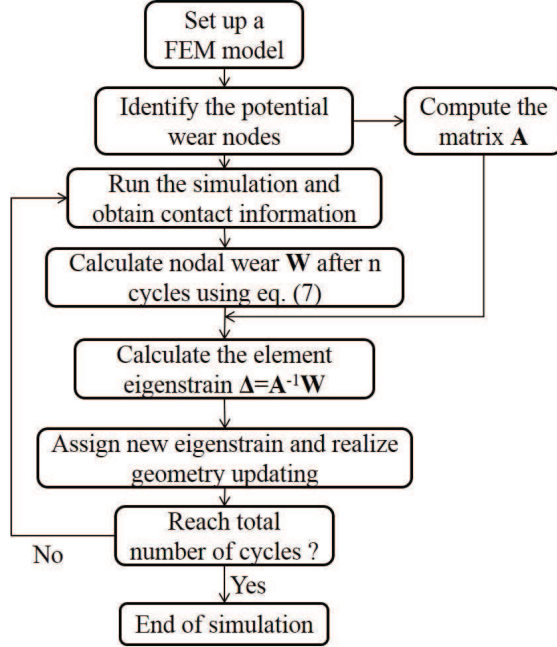 Set up a
FEM model
Identify the potential
wear nodes
Compute the
matrix A
Run the simulation and
obtain contact information
Calculate nodal wear W after n
cycles using eq. (7)
Calculate the element
eigenstrain Δ=A⁻¹W
Assign new eigenstrain and realize
geometry updating
Reach total
number of cycles ?
No
Yes
End of simulation